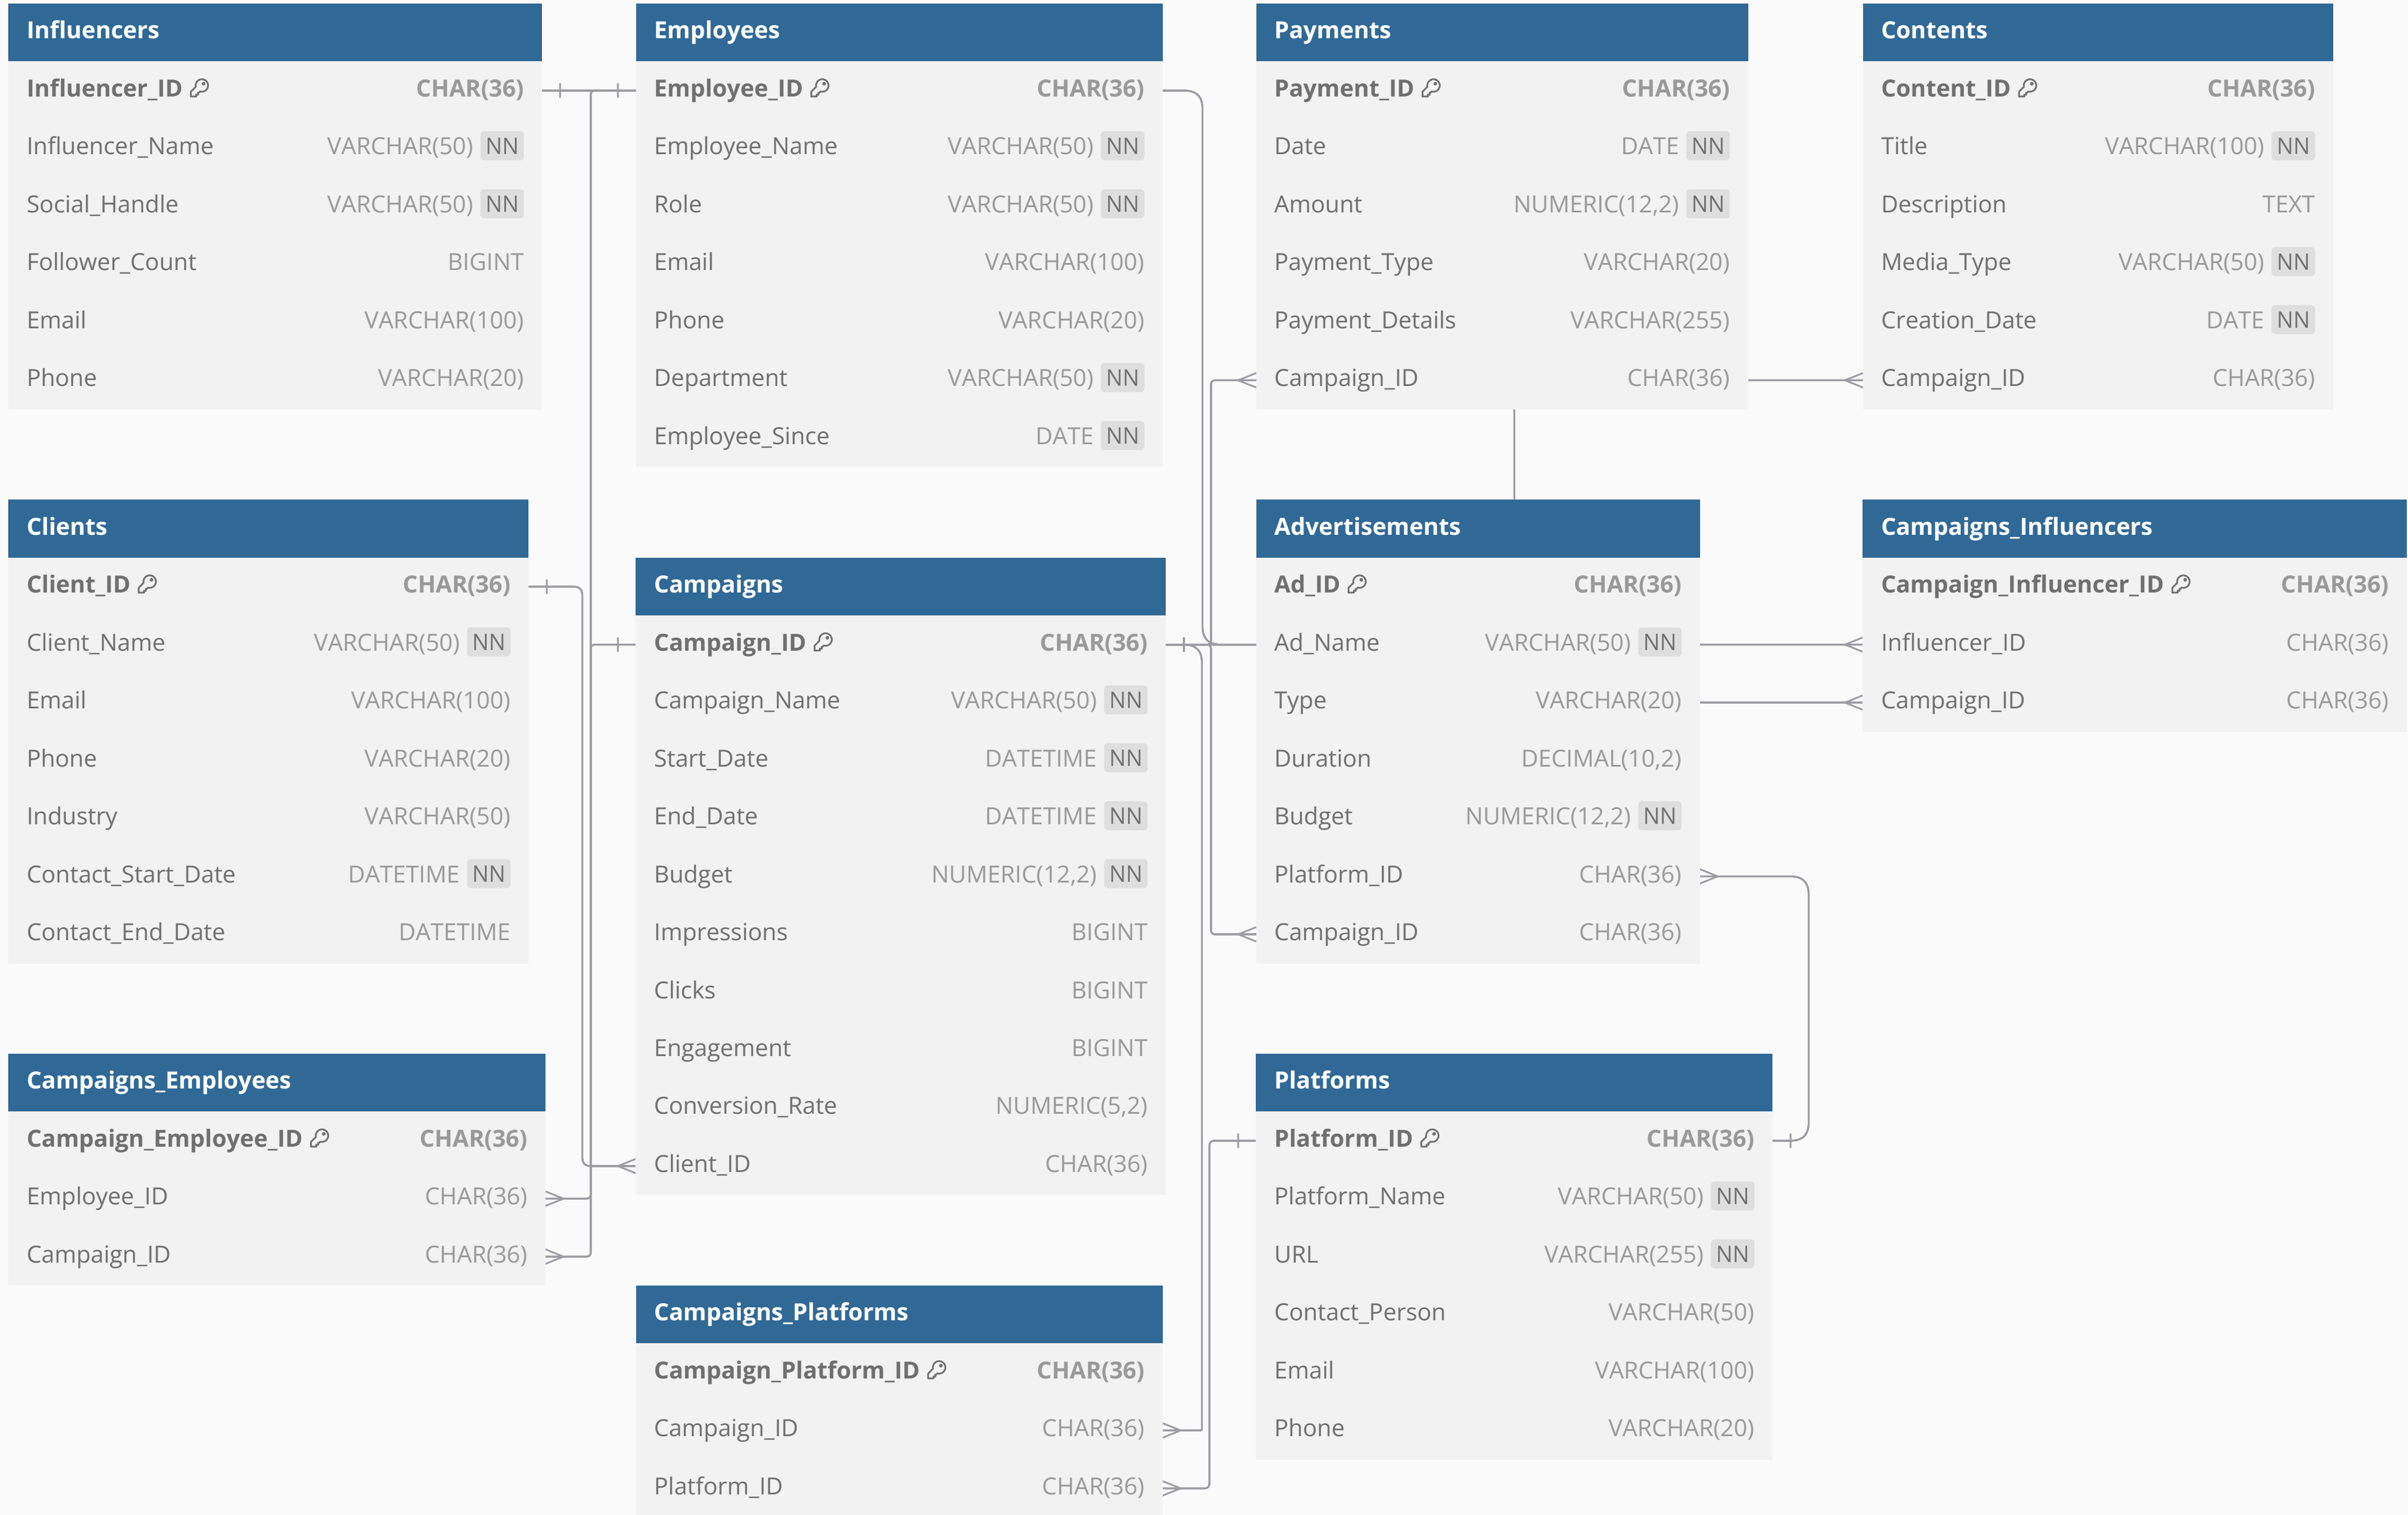 Influencers
Influencer_ID CHAR(36)
Influencer_Name VARCHAR(50) NN
Social_Handle VARCHAR(50) NN
Follower_Count BIGINT
Email VARCHAR(100)
Phone VARCHAR(20)
Employees
Employee_ID CHAR(36)
Employee_Name VARCHAR(50) NN
Role VARCHAR(50) NN
Email VARCHAR(100)
Phone VARCHAR(20)
Department VARCHAR(50) NN
Employee_Since DATE NN
Payments
Payment_ID CHAR(36)
Date DATE NN
Amount NUMERIC(12,2) NN
Payment_Type VARCHAR(20)
Payment_Details VARCHAR(255)
Campaign_ID CHAR(36)
Contents
Content_ID CHAR(36)
Title VARCHAR(100) NN
Description TEXT
Media_Type VARCHAR(50) NN
Creation_Date DATE NN
Campaign_ID CHAR(36)
Clients
Client_ID CHAR(36)
Client_Name VARCHAR(50) NN
Email VARCHAR(100)
Phone VARCHAR(20)
Industry VARCHAR(50)
Contact_Start_Date DATETIME NN
Contact_End_Date DATETIME
Campaigns
Campaign_ID CHAR(36)
Campaign_Name VARCHAR(50) NN
Start_Date DATETIME NN
End_Date DATETIME NN
Budget NUMERIC(12,2) NN
Impressions BIGINT
Clicks BIGINT
Engagement BIGINT
Conversion_Rate NUMERIC(5,2)
Client_ID CHAR(36)
Advertisements
Ad_ID CHAR(36)
Ad_Name VARCHAR(50) NN
Type VARCHAR(20)
Duration DECIMAL(10,2)
Budget NUMERIC(12,2) NN
Platform_ID CHAR(36)
Campaign_ID CHAR(36)
Campaigns_Influencers
Campaign_Influencer_ID CHAR(36)
Influencer_ID CHAR(36)
Campaign_ID CHAR(36)
Campaigns_Employees
Campaign_Employee_ID CHAR(36)
Employee_ID CHAR(36)
Campaign_ID CHAR(36)
Campaigns_Platforms
Campaign_Platform_ID CHAR(36)
Campaign_ID CHAR(36)
Platform_ID CHAR(36)
Platforms
Platform_ID CHAR(36)
Platform_Name VARCHAR(50) NN
URL VARCHAR(255) NN
Contact_Person VARCHAR(50)
Email VARCHAR(100)
Phone VARCHAR(20)